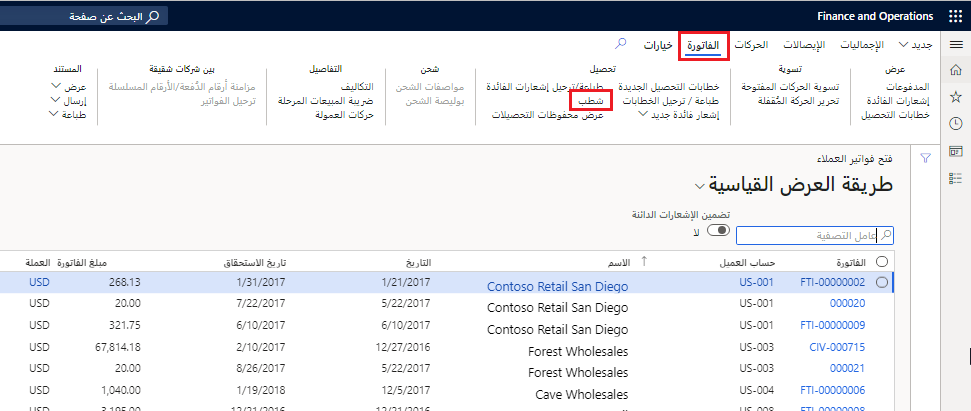 Finance and Operations
البحث عن صفحة
جديد الإجماليات الإيصالات الحركات الفاتورة خيارات
عرض
المدفوعات
إشعارات الفائدة
خطابات التحصيل
تسوية
تسوية الحركات المفتوحة
تحرير الحركة المُقفلة
تحصيل
خطابات التحصيل الجديدة
طباعة / ترحيل الخطابات
إشعار فائدة جديد
طباعة/ترحيل إشعارات الفائدة
شطب
عرض محفوظات التحصيلات
شحن
مواصفات الشحن
بوليصة الشحن
التفاصيل
التكاليف
ضريبة المبيعات المرحلة
حركات العمولة
بين شركات شقيقة
مزامنة أرقام الدُفعة/الأرقام المسلسلة
ترحيل الفواتير
المستند
عرض
إرسال
طباعة
فتح فواتير العملاء
طريقة العرض القياسية
تضمين الإشعارات الدائنة
لا
عامل التصفية
الفاتورة حساب العميل الاسم التاريخ تاريخ الاستحقاق مبلغ الفاتورة العملة
FTI-00000002 US-001 Contoso Retail San Diego 1/21/2017 1/31/2017 268.13 USD
000020 US-001 Contoso Retail San Diego 5/22/2017 7/22/2017 20.00 USD
FTI-00000009 US-001 Contoso Retail San Diego 6/10/2017 6/10/2017 321.75 USD
CIV-000715 US-003 Forest Wholesales 12/27/2016 2/10/2017 67,814.18 USD
000021 US-003 Forest Wholesales 5/22/2017 8/26/2017 20.00 USD
FTI-00000006 US-004 Cave Wholesales 12/5/2017 1/19/2018 1,040.00 USD